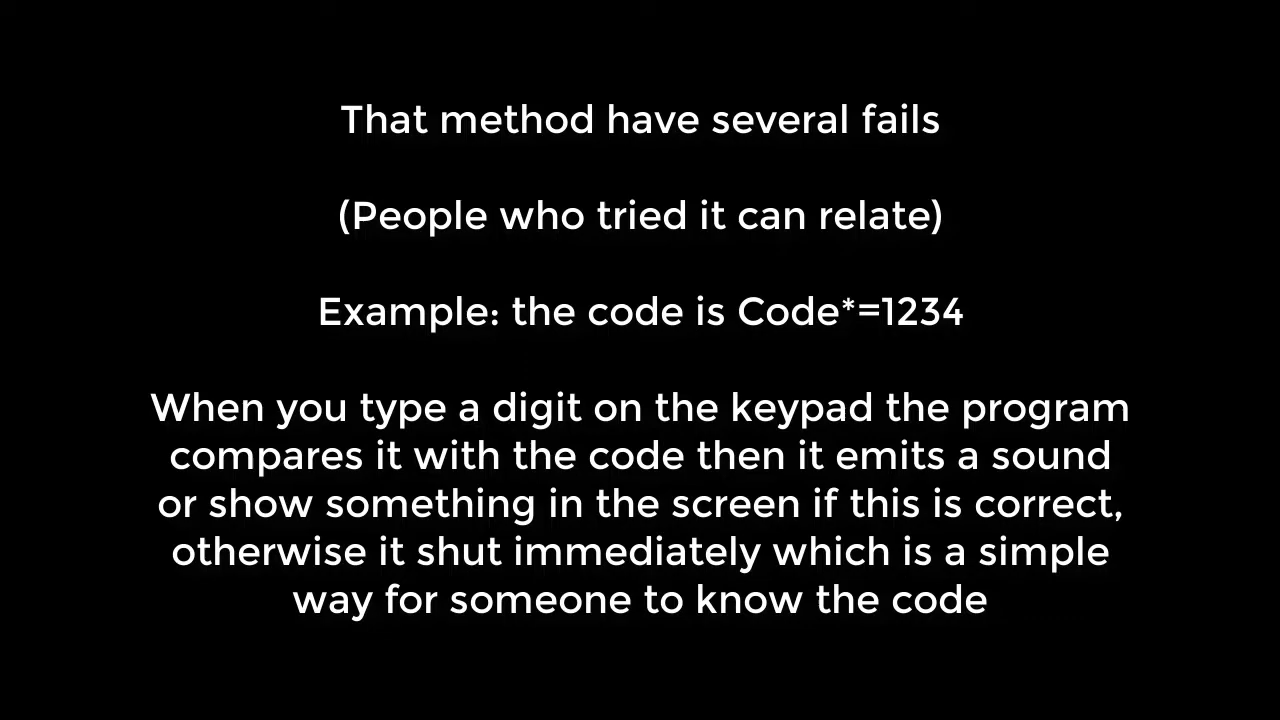 That method have several fails
(People who tried it can relate)
Example: the code is Code*=1234
When you type a digit on the keypad the program
compares it with the code then it emits a sound
or show something in the screen if this is correct,
otherwise it shut immediately which is a simple
way for someone to know the code